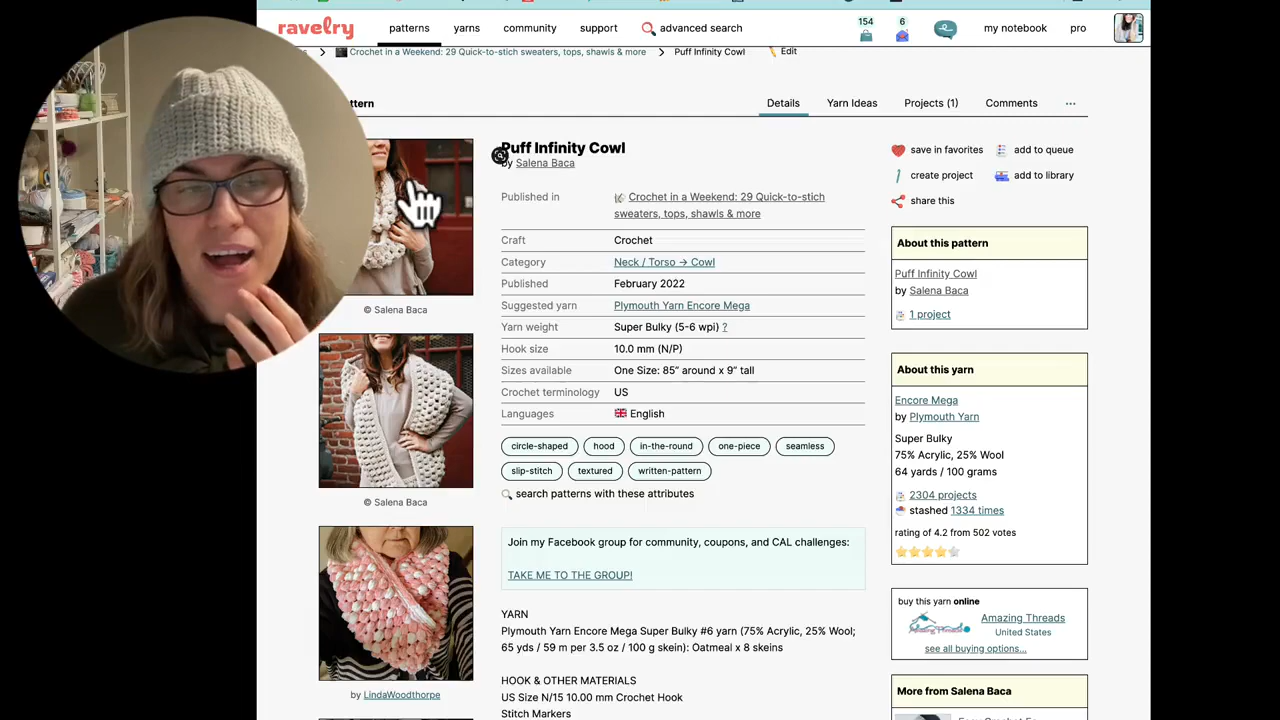 ravelry
patterns
yarns
community
support
advanced search
154
6
my notebook
pro
Crochet in a Weekend: 29 Quick-to-stich sweaters, tops, shawls & more
Puff Infinity Cowl
Edit
Details
Yarn Ideas
Projects (1)
Comments
Puff Infinity Cowl
by Salena Baca
Published in
Crochet in a Weekend: 29 Quick-to-stich
sweaters, tops, shawls & more
Craft
Crochet
Category
Neck / Torso → Cowl
Published
February 2022
Suggested yarn
Plymouth Yarn Encore Mega
Yarn weight
Super Bulky (5-6 wpi) ?
Hook size
10.0 mm (N/P)
Sizes available
One Size: 85” around x 9” tall
Crochet terminology
US
Languages
English
circle-shaped
hood
in-the-round
one-piece
seamless
slip-stitch
textured
written-pattern
search patterns with these attributes
Join my Facebook group for community, coupons, and CAL challenges:
TAKE ME TO THE GROUP!
YARN
Plymouth Yarn Encore Mega Super Bulky #6 yarn (75% Acrylic, 25% Wool;
65 yds / 59 m per 3.5 oz / 100 g skein): Oatmeal x 8 skeins
HOOK & OTHER MATERIALS
US Size N/15 10.00 mm Crochet Hook
Stitch Markers
© Salena Baca
© Salena Baca
by LindaWoodthorpe
save in favorites
add to queue
create project
add to library
share this
About this pattern
Puff Infinity Cowl
by Salena Baca
1 project
About this yarn
Encore Mega
by Plymouth Yarn
Super Bulky
75% Acrylic, 25% Wool
64 yards / 100 grams
2304 projects
stashed 1334 times
rating of 4.2 from 502 votes
buy this yarn online
Amazing Threads
United States
see all buying options...
More from Salena Baca